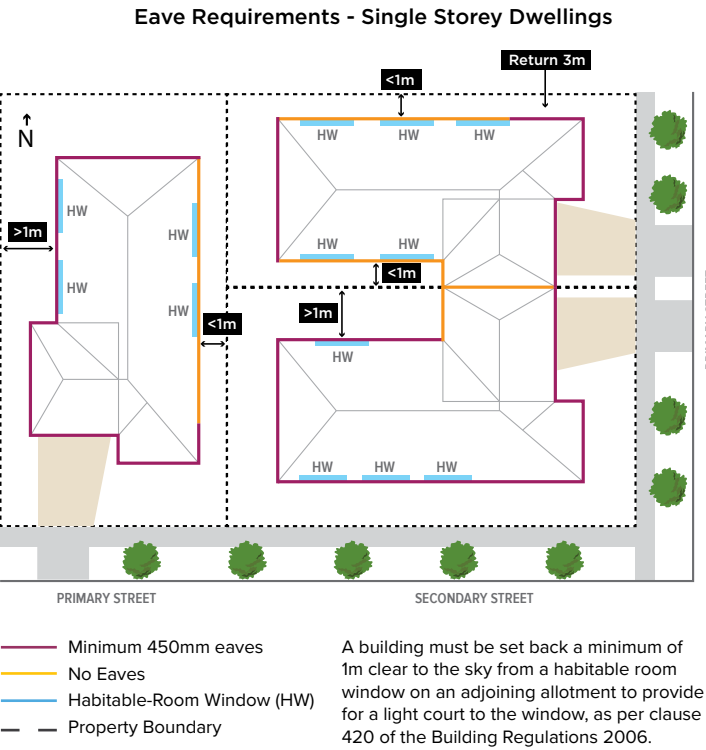 Eave Requirements - Single Storey Dwellings
Return 3m
<1m
N
HW
HW
HW
HW
HW
HW
>1m
HW
HW
HW
HW
<1m
>1m
<1m
HW
HW
HW
HW
PRIMARY STREET
SECONDARY STREET
Minimum 450mm eaves
No Eaves
Habitable-Room Window (HW)
Property Boundary
A building must be set back a minimum of
1m clear to the sky from a habitable room
window on an adjoining allotment to provide
for a light court to the window, as per clause
420 of the Building Regulations 2006.